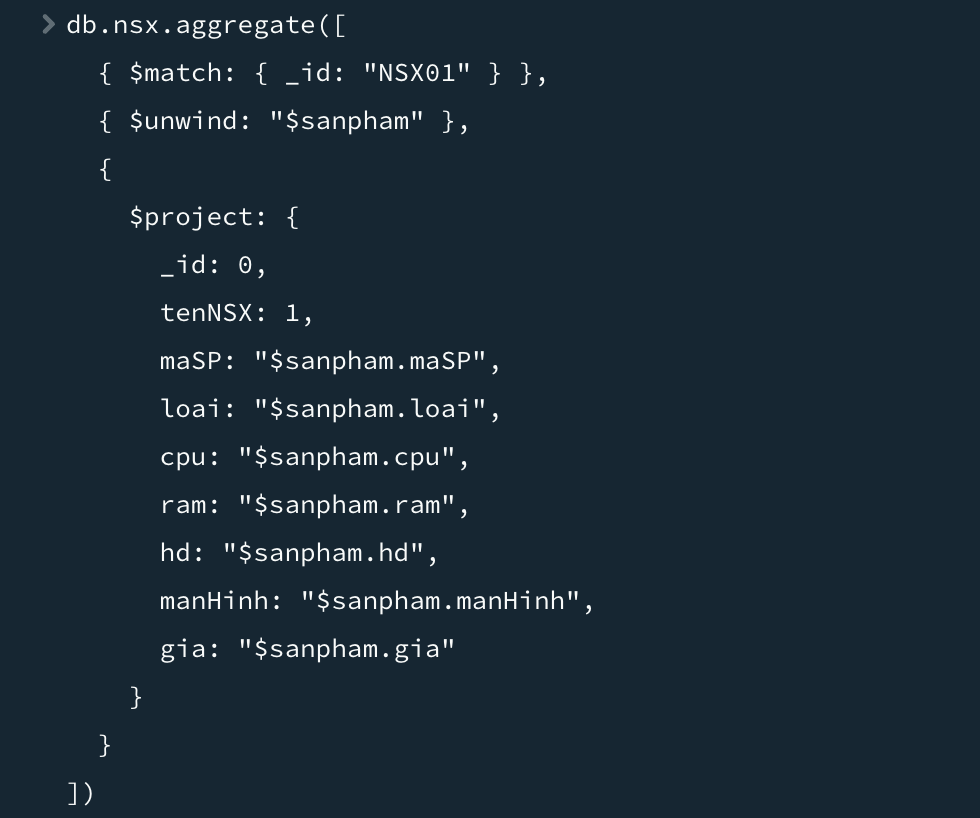 db.nsx.aggregate([
  { $match: { _id: "NSX01" } },
  { $unwind: "$sanpham" },
  {
    $project: {
      _id: 0,
      tenNSX: 1,
      maSP: "$sanpham.maSP",
      loai: "$sanpham.loai",
      cpu: "$sanpham.cpu",
      ram: "$sanpham.ram",
      hd: "$sanpham.hd",
      manHinh: "$sanpham.manHinh",
      gia: "$sanpham.gia"
    }
  }
])